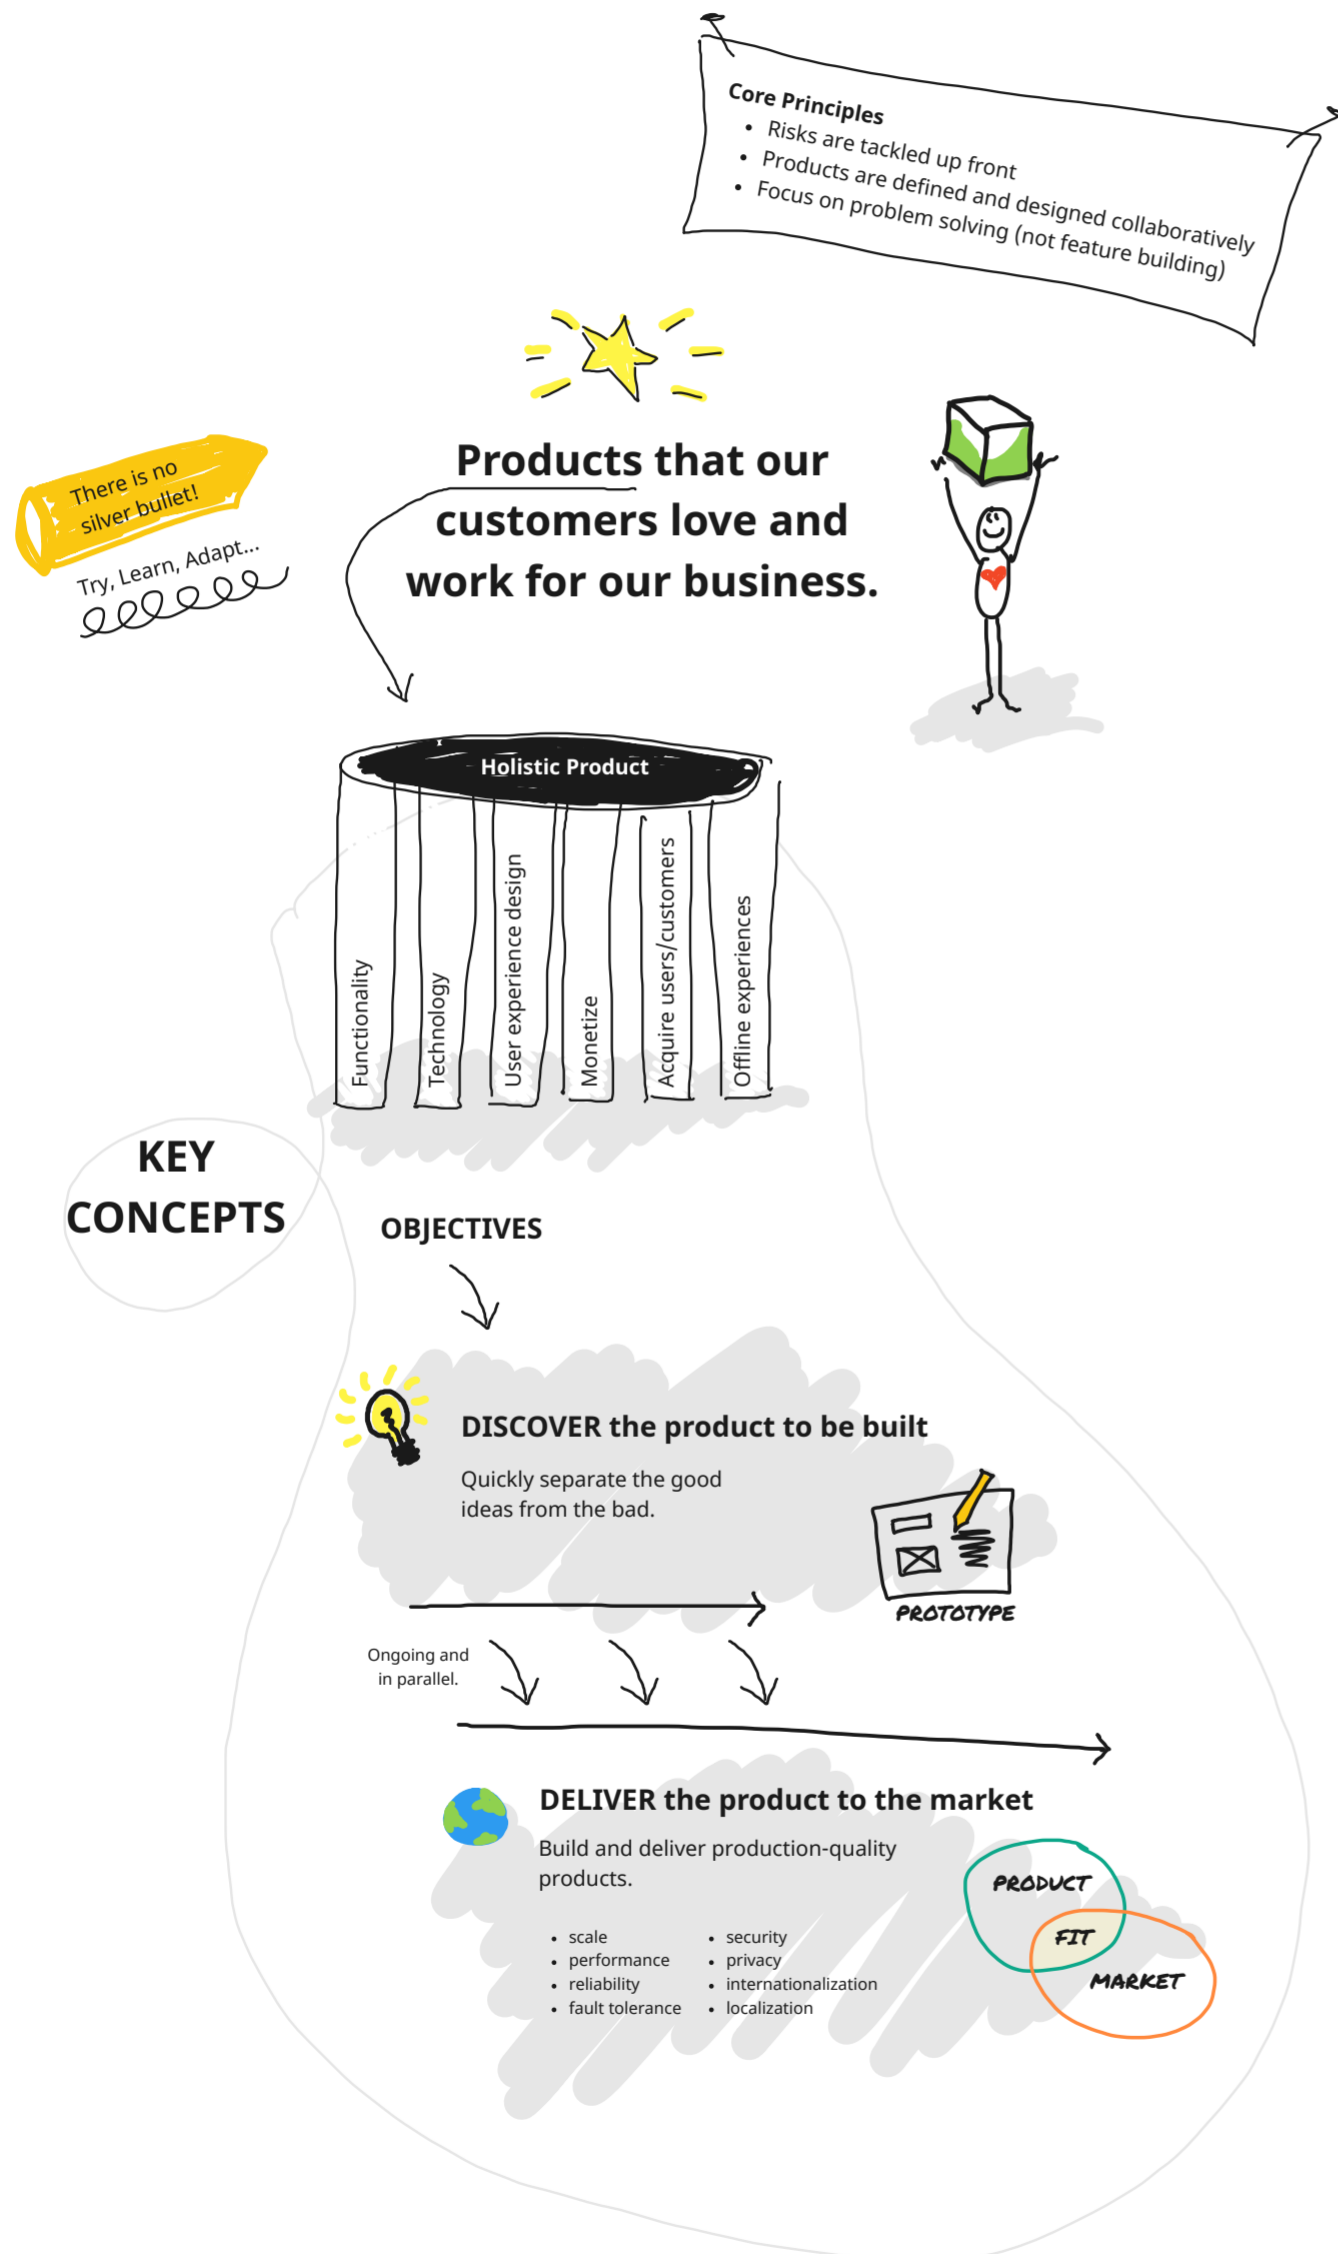 Core Principles
• Risks are tackled up front
• Products are defined and designed collaboratively
• Focus on problem solving (not feature building)
There is no
silver bullet!
Try, Learn, Adapt...
Products that our
customers love and
work for our business.
Holistic Product
Functionality
Technology
User experience design
Monetize
Acquire users/customers
Offline experiences
KEY
CONCEPTS
OBJECTIVES
DISCOVER the product to be built
Quickly separate the good
ideas from the bad.
PROTOTYPE
Ongoing and
in parallel.
DELIVER the product to the market
Build and deliver production-quality
products.
• scale
• performance
• reliability
• fault tolerance
• security
• privacy
• internationalization
• localization
PRODUCT
FIT
MARKET